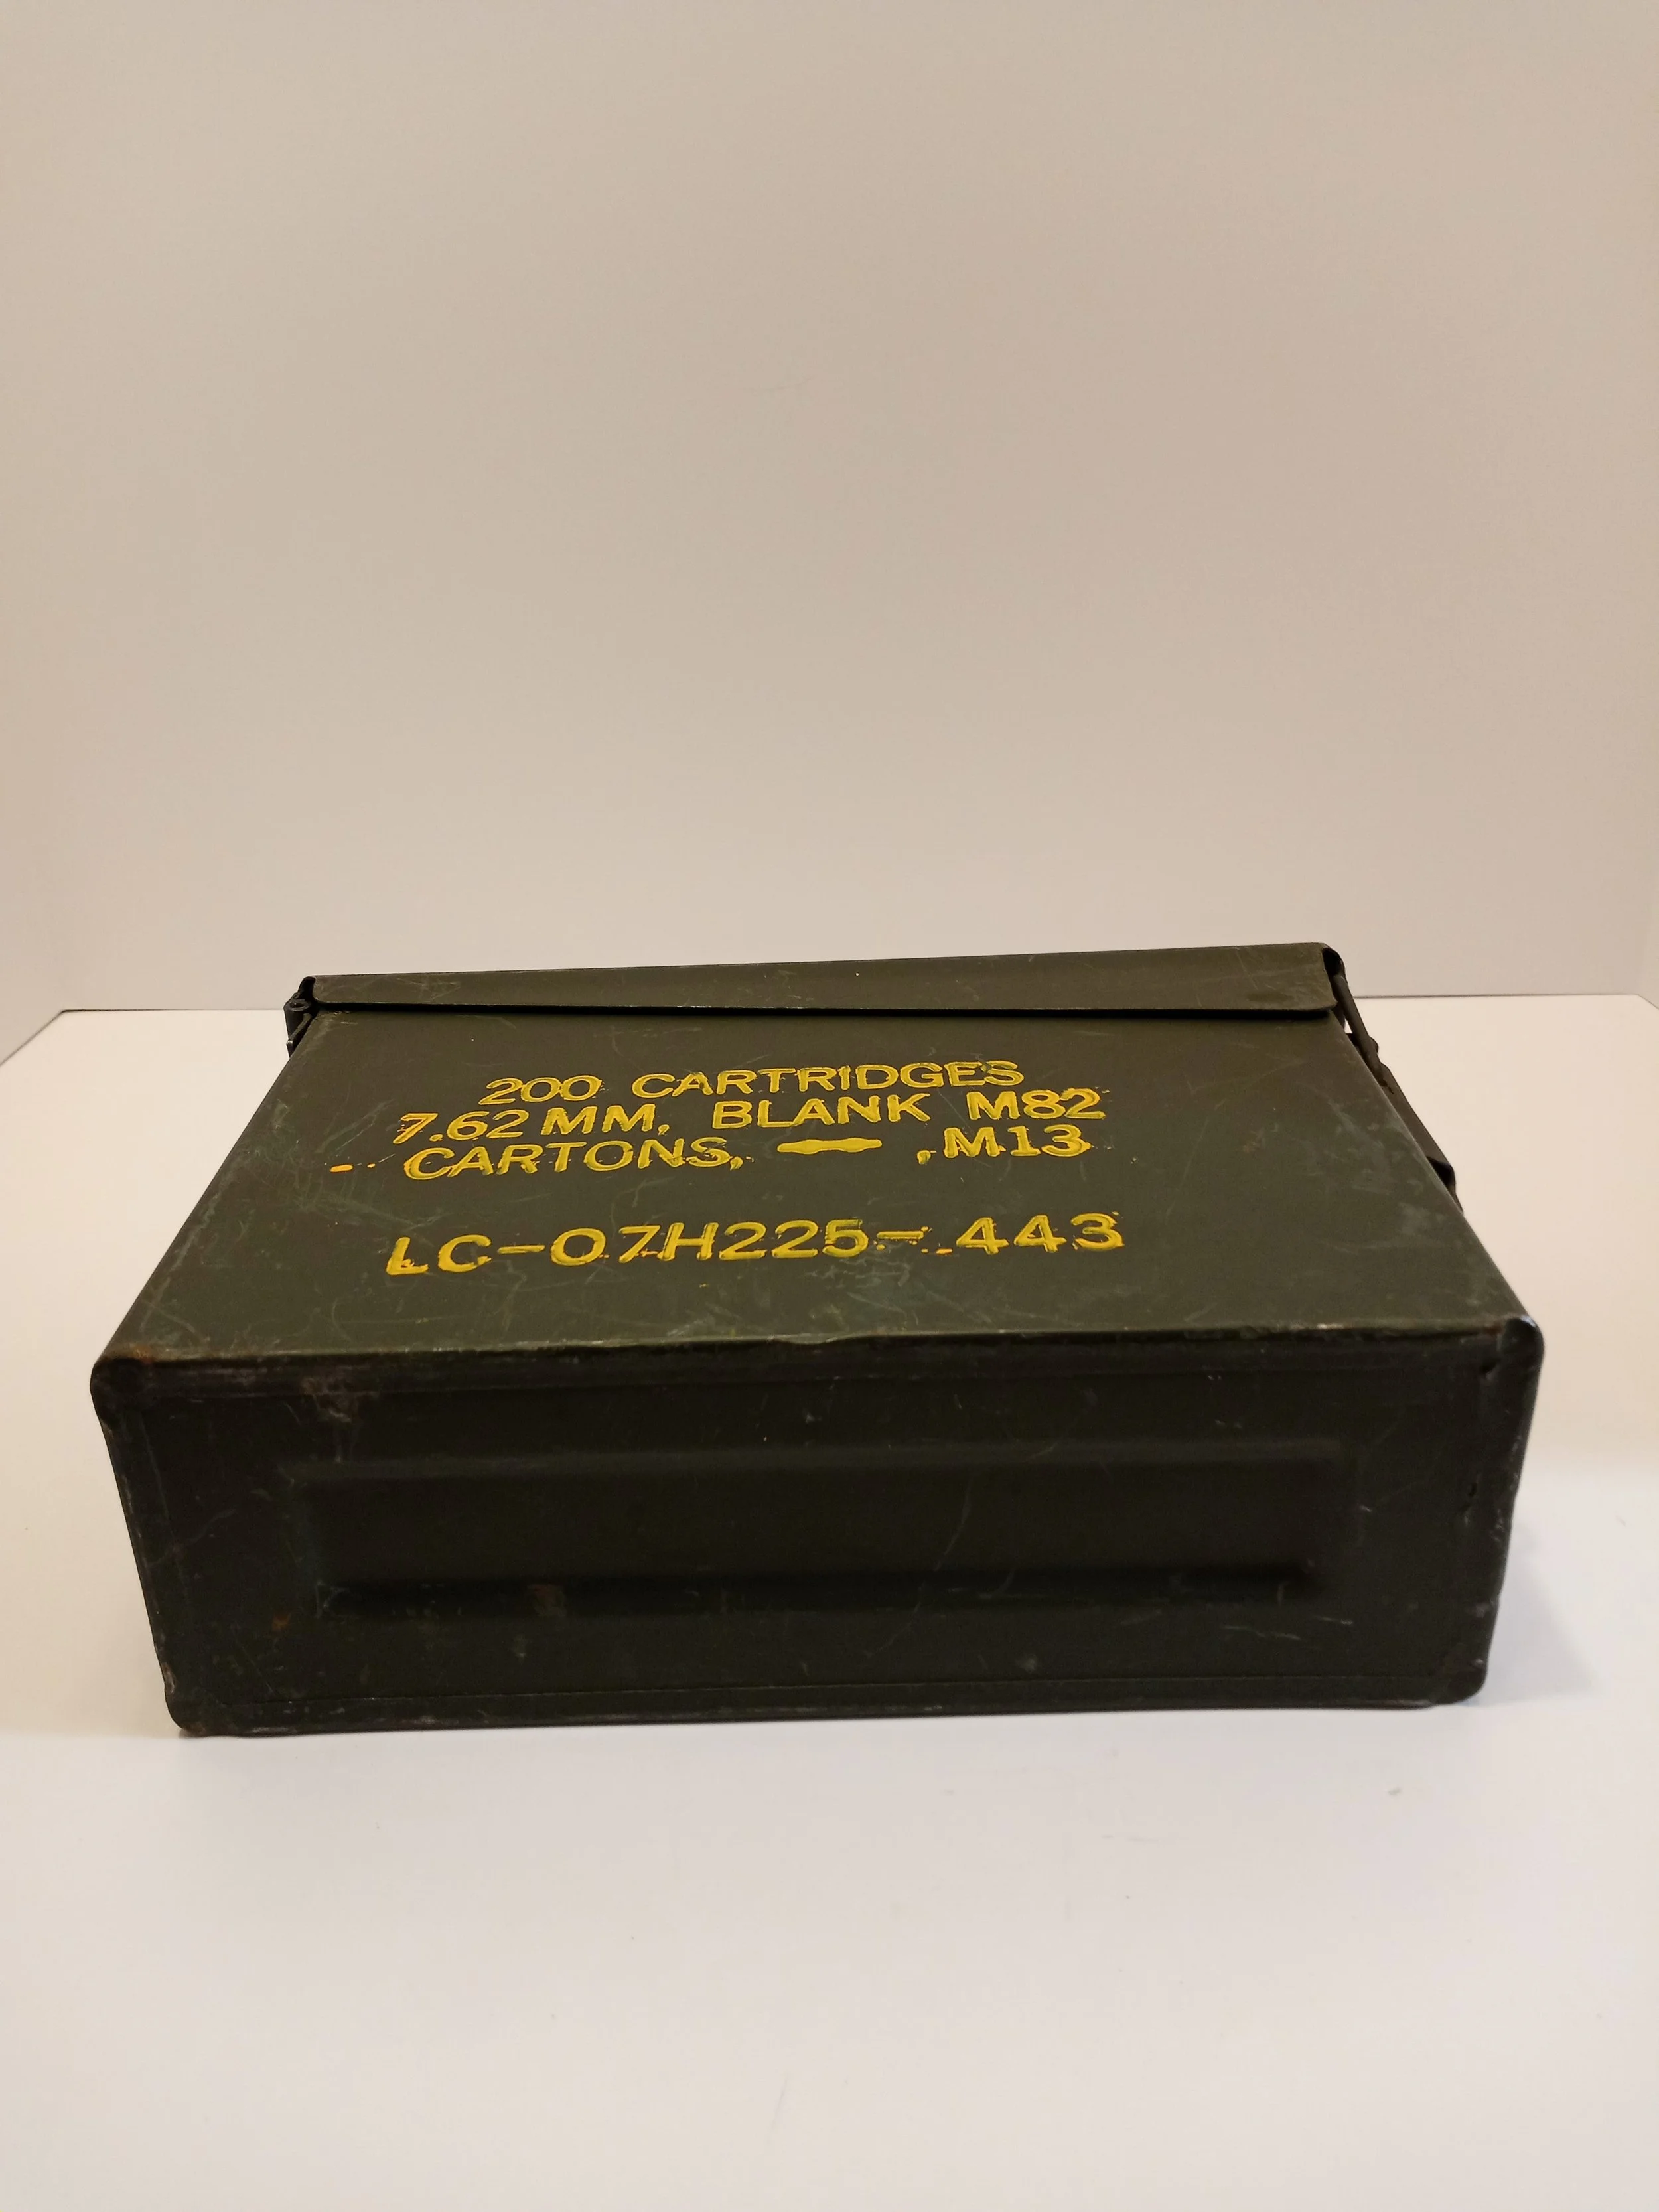 200 CARTRIDGES
7.62 MM, BLANK M82
CARTONS, , M13
LC-07H225-443